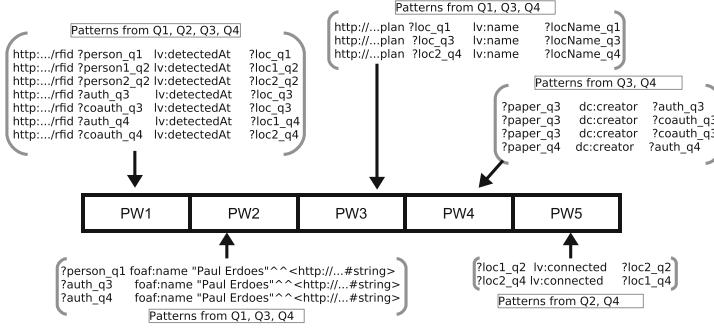 Patterns from Q1, Q2, Q3, Q4
http:.../rfid ?person_q1 lv:detectedAt ?loc_q1
http:.../rfid ?person1_q2 lv:detectedAt ?loc1_q2
http:.../rfid ?person2_q2 lv:detectedAt ?loc2_q2
http:.../rfid ?auth_q3 lv:detectedAt ?loc_q3
http:.../rfid ?coauth_q3 lv:detectedAt ?loc_q3
http:.../rfid ?auth_q4 lv:detectedAt ?loc1_q4
http:.../rfid ?coauth_q4 lv:detectedAt ?loc2_q4
Patterns from Q1, Q3, Q4
http://...plan ?loc_q1 lv:name ?locName_q1
http://...plan ?loc_q3 lv:name ?locName_q3
http://...plan ?loc2_q4 lv:name ?locName_q4
Patterns from Q3, Q4
?paper_q3 dc:creator ?auth_q3
?paper_q3 dc:creator ?coauth_q3
?paper_q3 dc:creator ?coauth_q3
?paper_q4 dc:creator ?auth_q4
PW1 PW2 PW3 PW4 PW5
?person_q1 foaf:name "Paul Erdoes"^^<http://...#string>
?auth_q3 foaf:name "Paul Erdoes"^^<http://...#string>
?auth_q4 foaf:name "Paul Erdoes"^^<http://...#string>
Patterns from Q1, Q3, Q4
?loc1_q2 lv:connected ?loc2_q2
?loc2_q4 lv:connected ?loc1_q4
Patterns from Q2, Q4